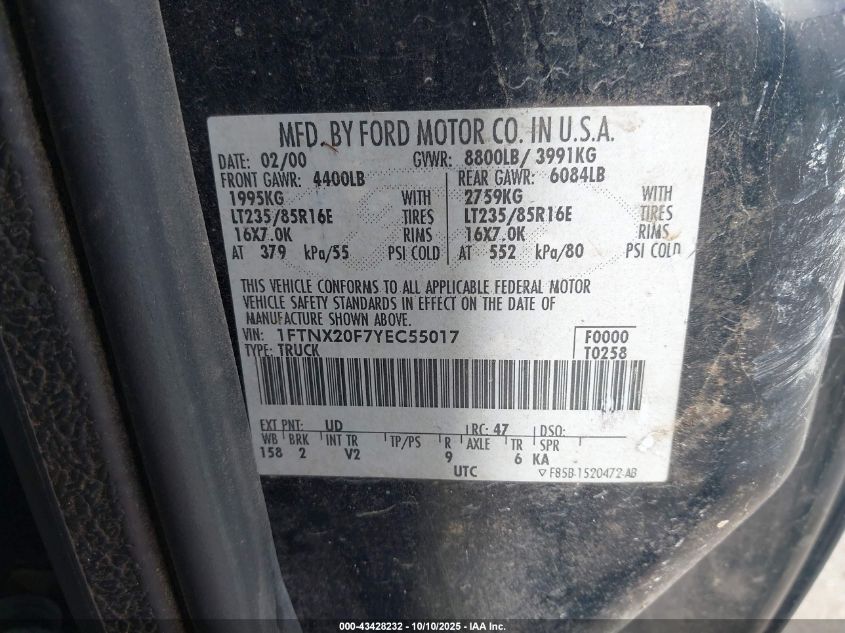 MFD. BY FORD MOTOR CO. IN U.S.A.
DATE: 02/00 GVWR: 8800LB/ 3991KG
FRONT GAWR: 4400LB REAR GAWR: 6084LB
1995KG WITH 2759KG WITH
LT235/85R16E TIRES LT235/85R16E TIRES
16X7.0K RIMS 16X7.0K RIMS
AT 379 kPa/55 PSI COLD AT 552 kPa/80 PSI COLD
THIS VEHICLE CONFORMS TO ALL APPLICABLE FEDERAL MOTOR
VEHICLE SAFETY STANDARDS IN EFFECT ON THE DATE OF
MANUFACTURE SHOWN ABOVE.
VIN: 1FTNX20F7YEC55017 F0000
TYPE: TRUCK T0258
EXT PNT: UD RC: 47 DSO:
WB BRK INT TR TP/PS R AXLE TR SPR
158 2 V2 9 6 KA
UTC ▽ F85B-1520472-AB
000-43428232 - 10/10/2025 - IAA Inc.